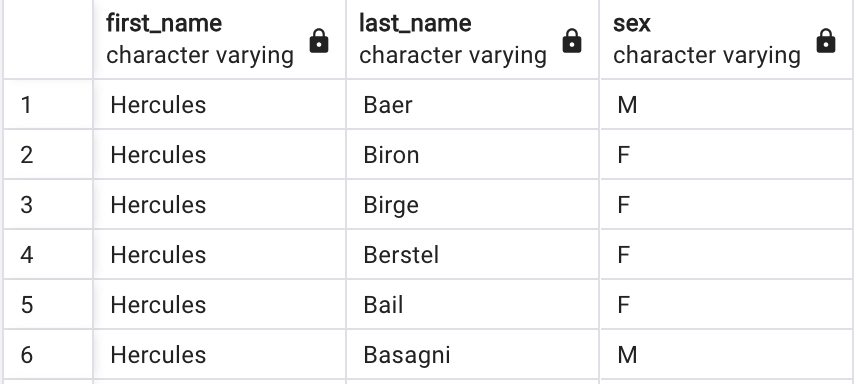 first_name last_name sex
character varying character varying character varying
1 Hercules Baer M
2 Hercules Biron F
3 Hercules Birge F
4 Hercules Berstel F
5 Hercules Bail F
6 Hercules Basagni M